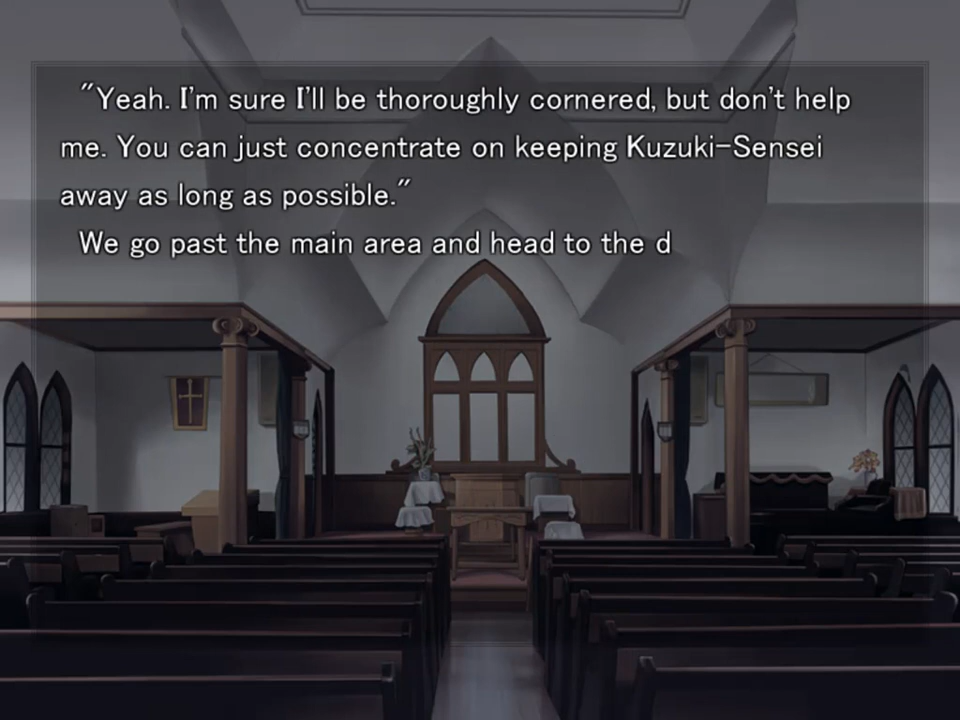 "Yeah. I'm sure I'll be thoroughly cornered, but don't help
me. You can just concentrate on keeping Kuzuki-Sensei
away as long as possible."
We go past the main area and head to the d